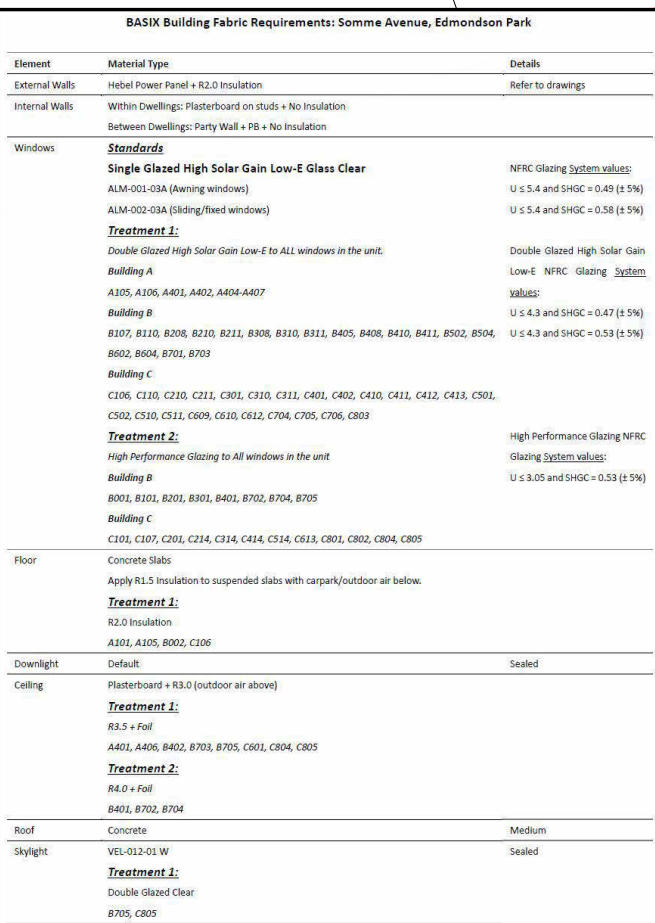 BASIX Building Fabric Requirements: Somme Avenue, Edmondson Park
Element Material Type Details
External Walls Hebel Power Panel + R2.0 Insulation Refer to drawings
Internal Walls Within Dwellings: Plasterboard on studs + No Insulation
Between Dwellings: Party Wall + PB + No Insulation
Windows Standards
Single Glazed High Solar Gain Low-E Glass Clear NFRC Glazing System values:
ALM-001-03A (Awning windows) U ≤ 5.4 and SHGC = 0.49 (± 5%)
ALM-002-03A (Sliding/fixed windows) U ≤ 5.4 and SHGC = 0.58 (± 5%)
Treatment 1:
Double Glazed High Solar Gain Low-E to ALL windows in the unit. Double Glazed High Solar Gain
Building A Low-E NFRC Glazing System
A105, A106, A401, A402, A404-A407 values:
Building B U ≤ 4.3 and SHGC = 0.47 (± 5%)
B107, B110, B208, B210, B211, B308, B310, B311, B405, B408, B410, B411, B502, B504, U ≤ 4.3 and SHGC = 0.53 (± 5%)
B602, B604, B701, B703
Building C
C106, C110, C210, C211, C301, C310, C311, C401, C402, C410, C411, C412, C413, C501,
C502, C510, C511, C609, C610, C612, C704, C705, C706, C803
Treatment 2: High Performance Glazing NFRC
High Performance Glazing to All windows in the unit Glazing System values:
Building B U ≤ 3.05 and SHGC = 0.53 (± 5%)
B001, B101, B201, B301, B401, B702, B704, B705
Building C
C101, C107, C201, C214, C314, C414, C514, C613, C801, C802, C804, C805
Floor Concrete Slabs
Apply R1.5 Insulation to suspended slabs with carpark/outdoor air below.
Treatment 1:
R2.0 Insulation
A101, A105, B002, C106
Downlight Default Sealed
Ceiling Plasterboard + R3.0 (outdoor air above)
Treatment 1:
R3.5 + Foil
A401, A406, B402, B703, B705, C601, C804, C805
Treatment 2:
R4.0 + Foil
B401, B702, B704
Roof Concrete Medium
Skylight VEL-012-01 W Sealed
Treatment 1:
Double Glazed Clear
B705, C805